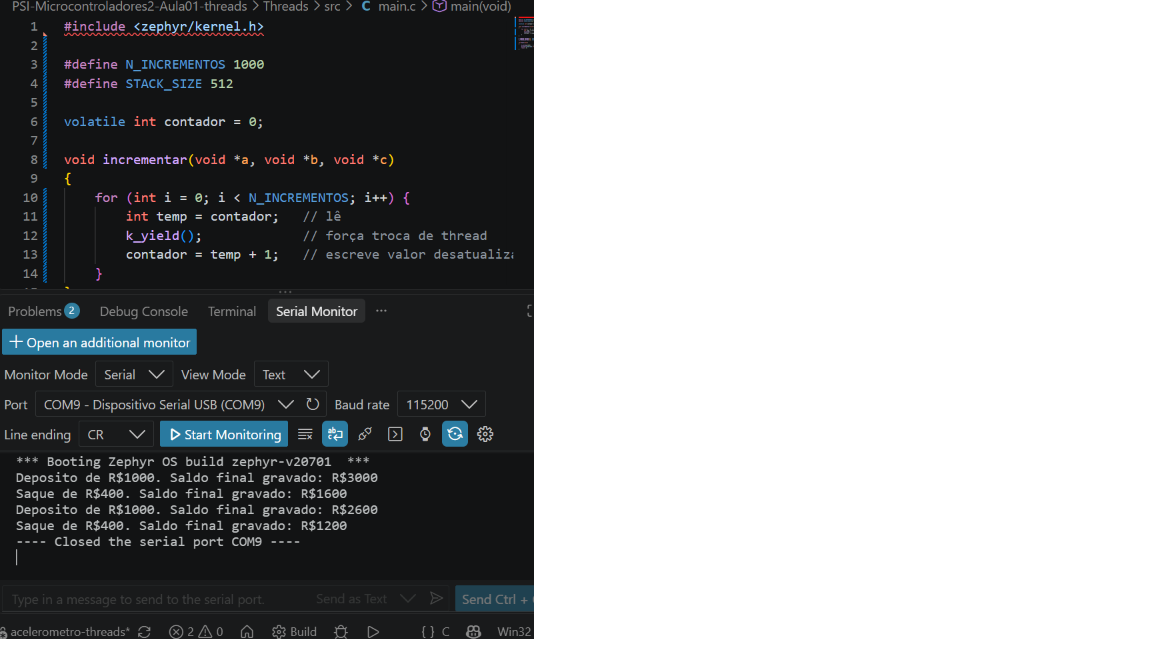 PSI-Microcontroladores2-Aula01-threads > Threads > src > C main.c > main(void)
1 #include <zephyr/kernel.h>
2
3 #define N_INCREMENTOS 1000
4 #define STACK_SIZE 512
5
6 volatile int contador = 0;
7
8 void incrementar(void *a, void *b, void *c)
9 {
10 for (int i = 0; i < N_INCREMENTOS; i++) {
11 int temp = contador; // lê
12 k_yield(); // força troca de thread
13 contador = temp + 1; // escreve valor desatualiza
14 }
Problems 2 Debug Console Terminal Serial Monitor ...
+ Open an additional monitor
Monitor Mode Serial View Mode Text
Port COM9 - Dispositivo Serial USB (COM9) Baud rate 115200
Line ending CR Start Monitoring
*** Booting Zephyr OS build zephyr-v20701 ***
Deposito de R$1000. Saldo final gravado: R$3000
Saque de R$400. Saldo final gravado: R$1600
Deposito de R$1000. Saldo final gravado: R$2600
Saque de R$400. Saldo final gravado: R$1200
---- Closed the serial port COM9 ----
Type in a message to send to the serial port. Send as Text Send Ctrl +
acelerometro-threads* 2 0 Build { } C Win32